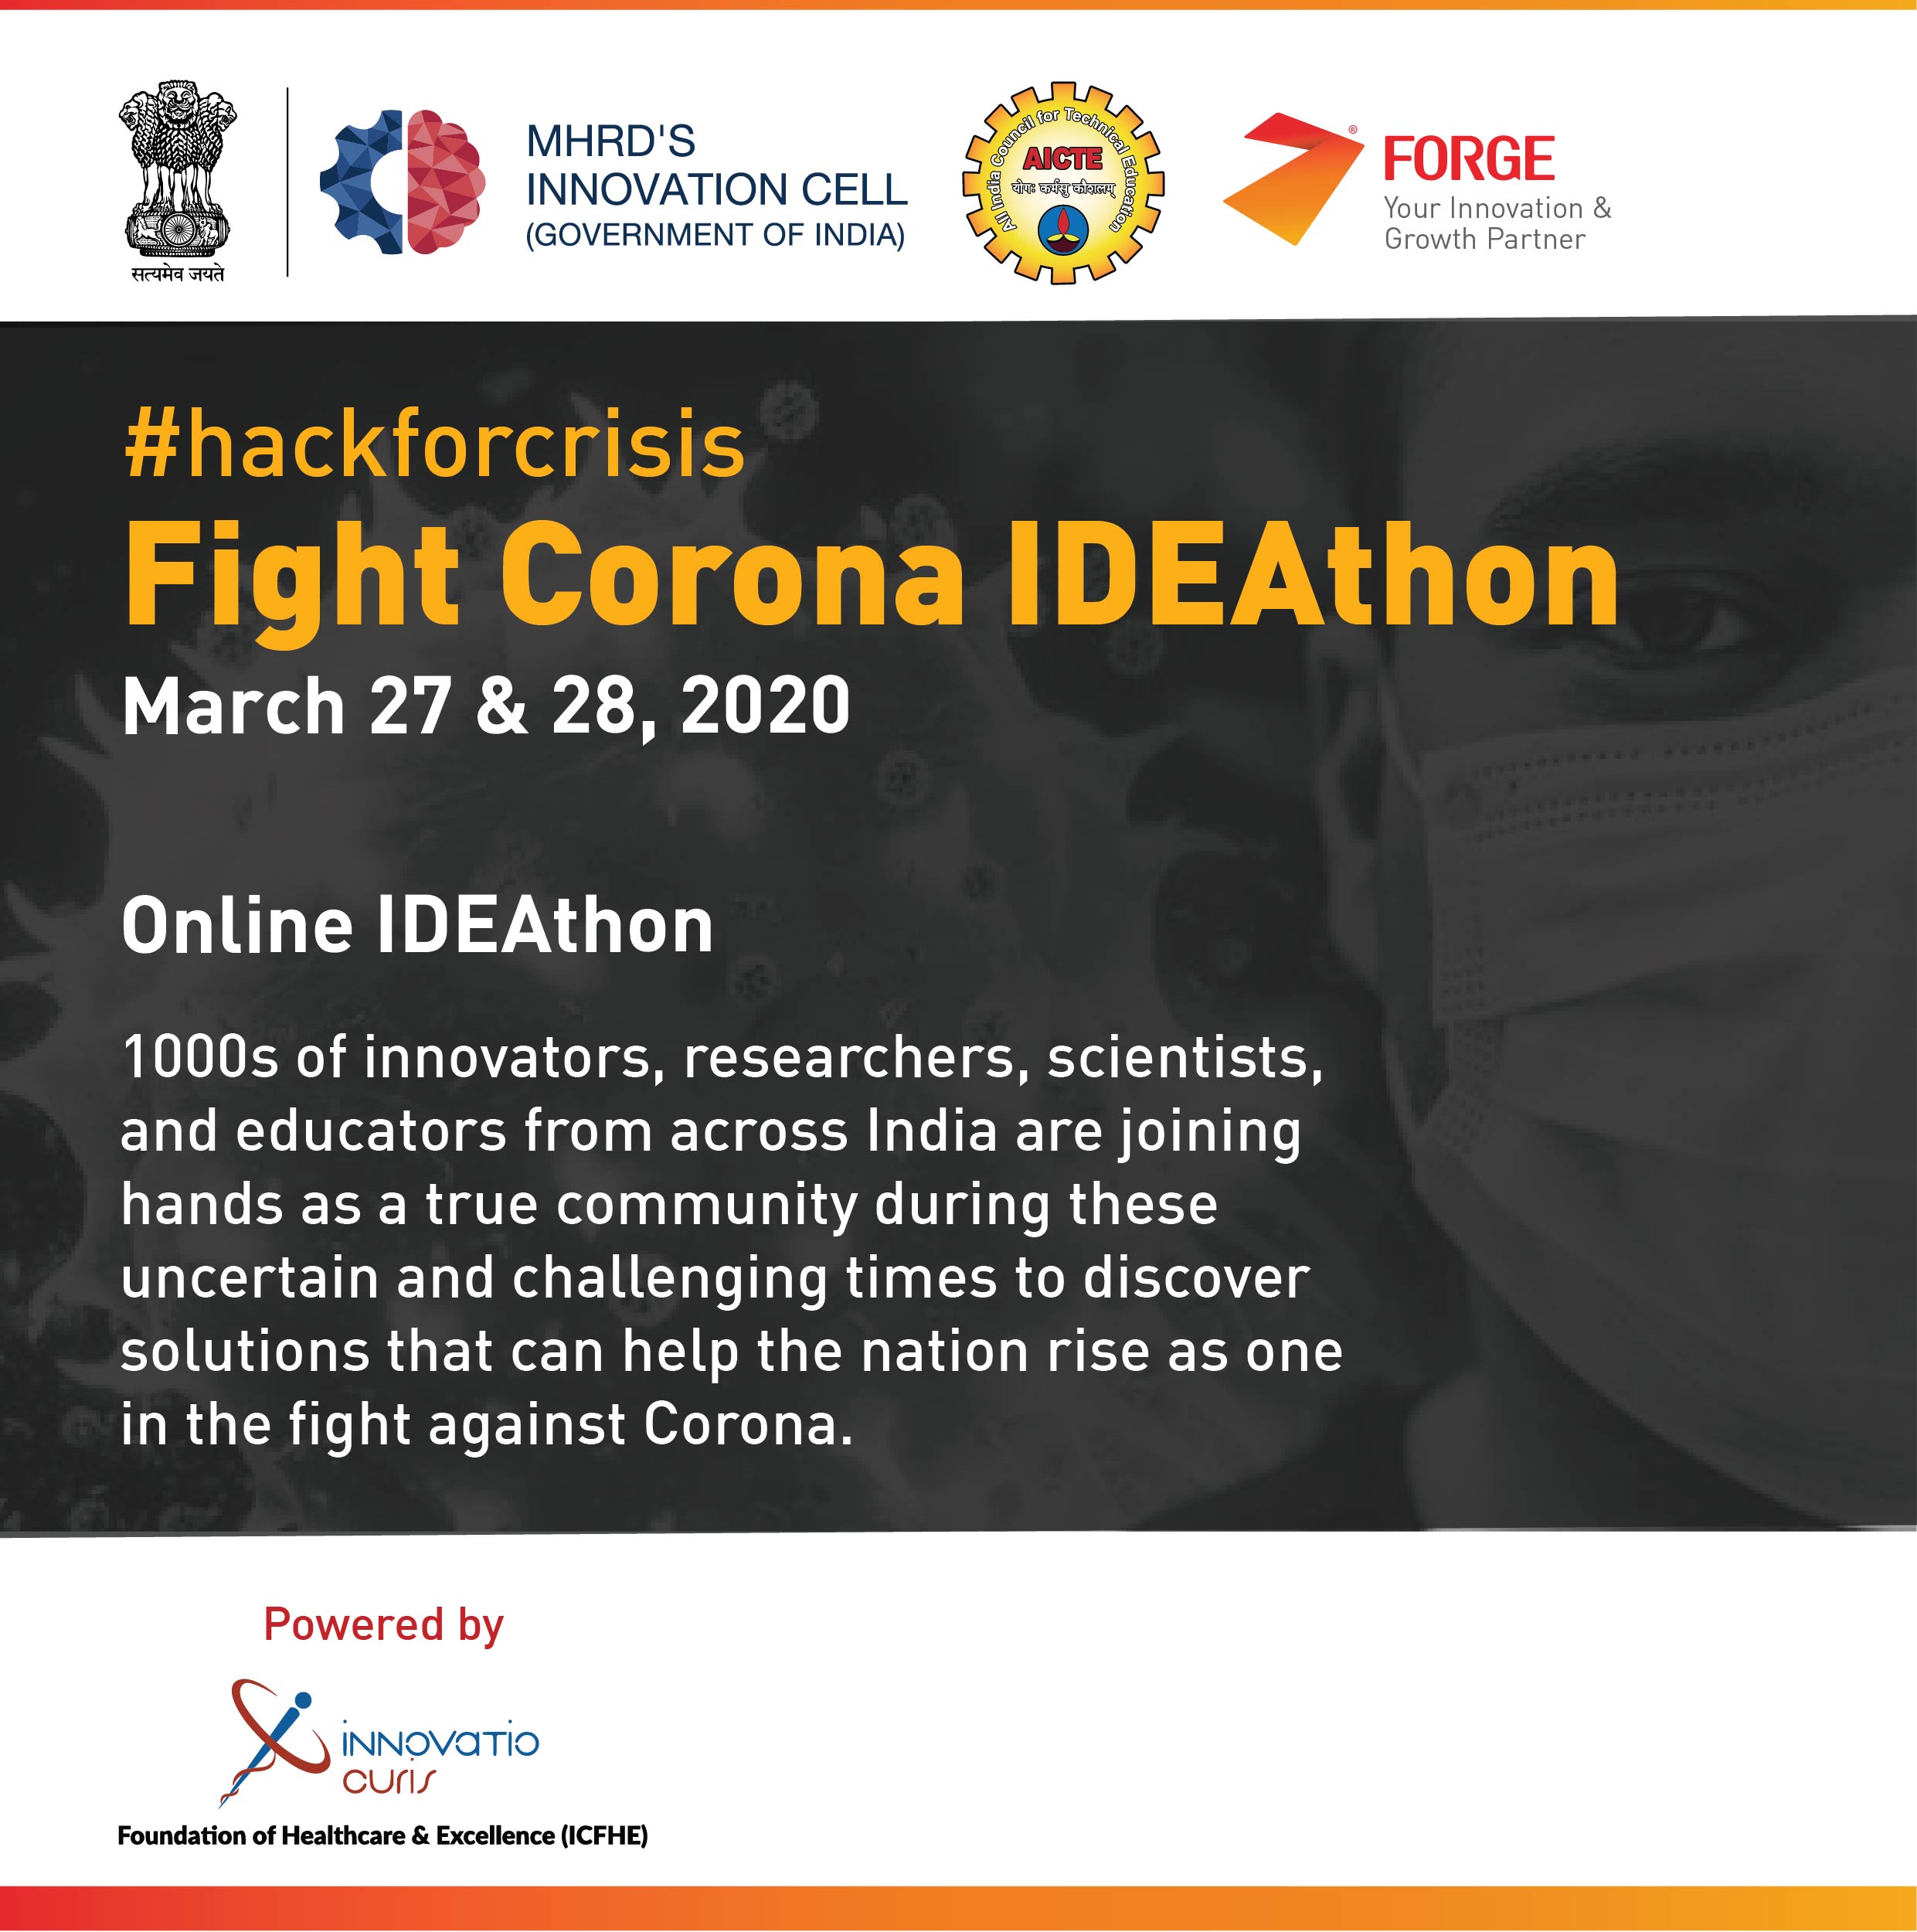 सत्यमेव जयते
MHRD'S
INNOVATION CELL
(GOVERNMENT OF INDIA)
All India Council for Technical Education
AICTE
योगः कर्मसु कौशलम्
®
FORGE
Your Innovation &
Growth Partner
#hackforcrisis
Fight Corona IDEAthon
March 27 & 28, 2020
Online IDEAthon
1000s of innovators, researchers, scientists,
and educators from across India are joining
hands as a true community during these
uncertain and challenging times to discover
solutions that can help the nation rise as one
in the fight against Corona.
Powered by
innovatio
curis
Foundation of Healthcare & Excellence (ICFHE)